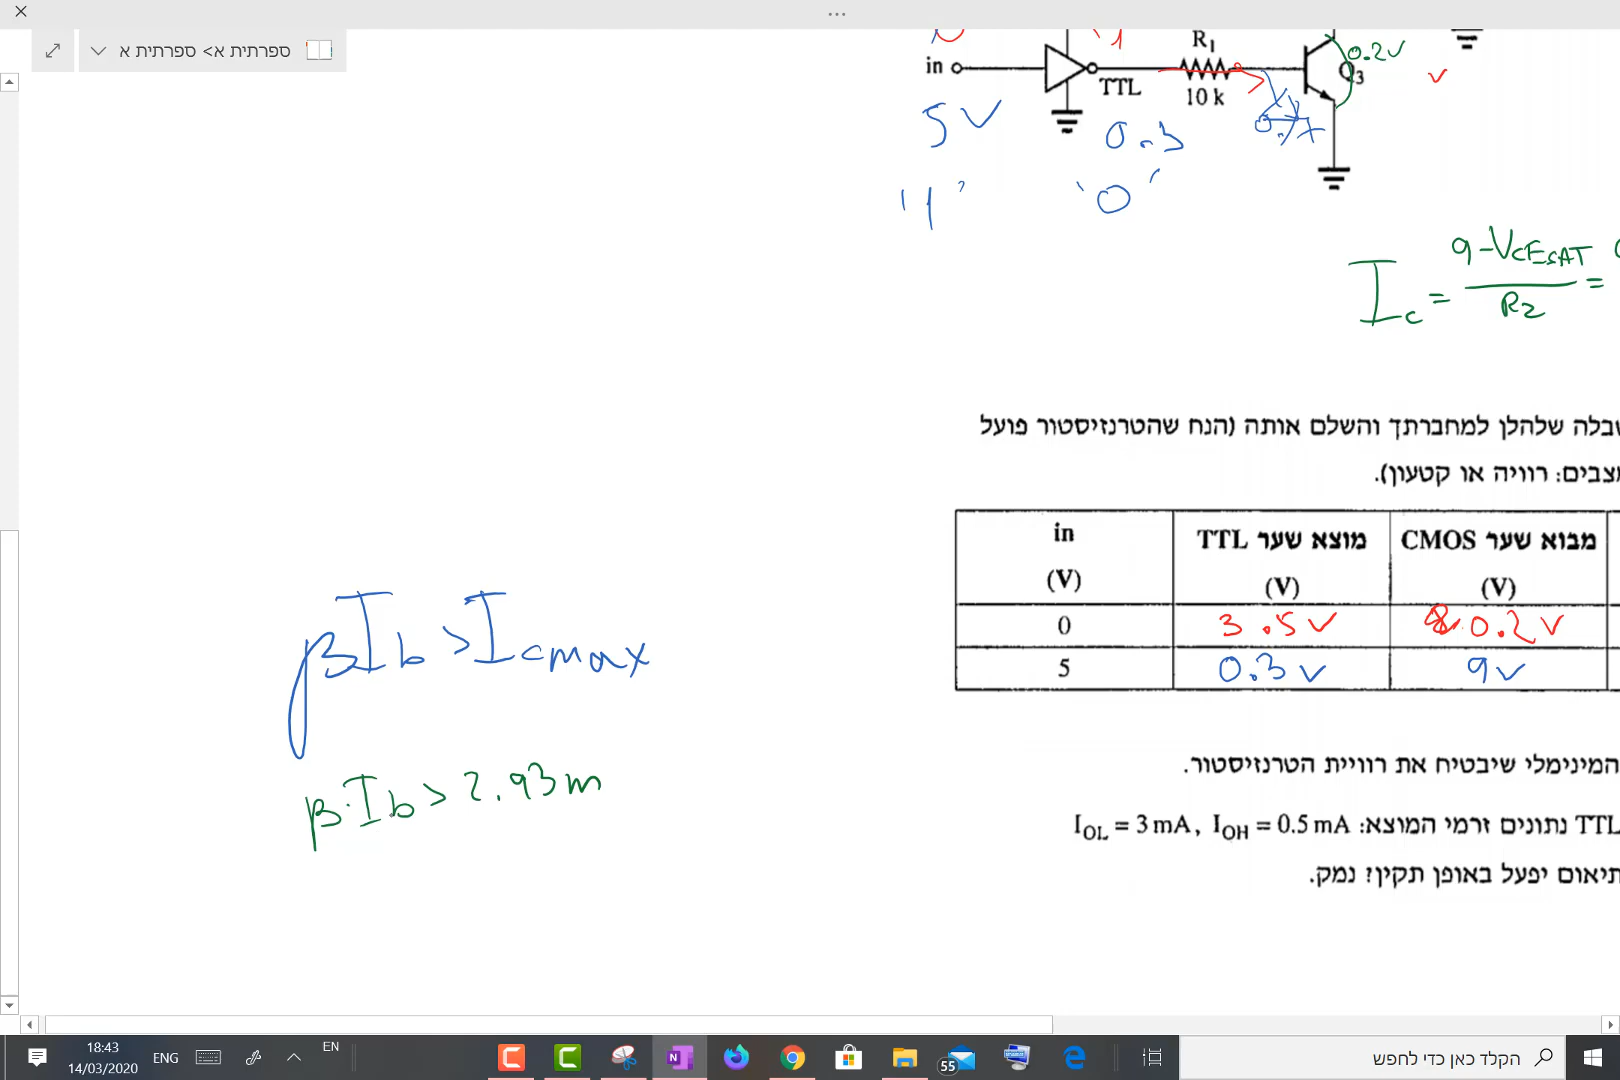 ספרתית א > ספרתית א
in
TTL
R1
10 k
Q3
0.2V
5V
0.3
0.7
'1'
'0'
Ic = 9-VCEsAT / R2 =
שבלה שלהלן למחברתך והשלם אותה (הנח שהטרנזיסטור פועל
מצבים: רוויה או קטעון).
in (V)
מוצא שער TTL (V)
מבוא שער CMOS (V)
0 3.5v 0.2v
5 0.3v 9v
βIb > Icmax
β·Ib > 2.93m
המינימלי שיבטיח את רוויית הטרנזיסטור.
TTL נתונים זרמי המוצא: IOL = 3 mA, IOH = 0.5 mA
תיאום יפעל באופן תקין? נמק.
18:43
14/03/2020
ENG
EN
55
הקלד כאן כדי לחפש